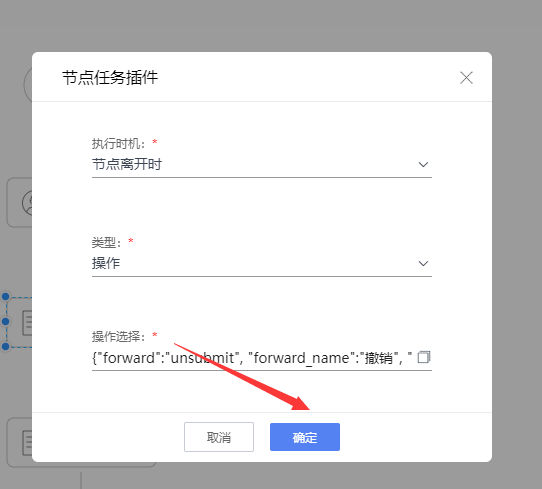 节点任务插件
执行时机: *
节点离开时
类型: *
操作
操作选择: *
{"forward":"unsubmit", "forward_name":"撤销", "
取消
确定